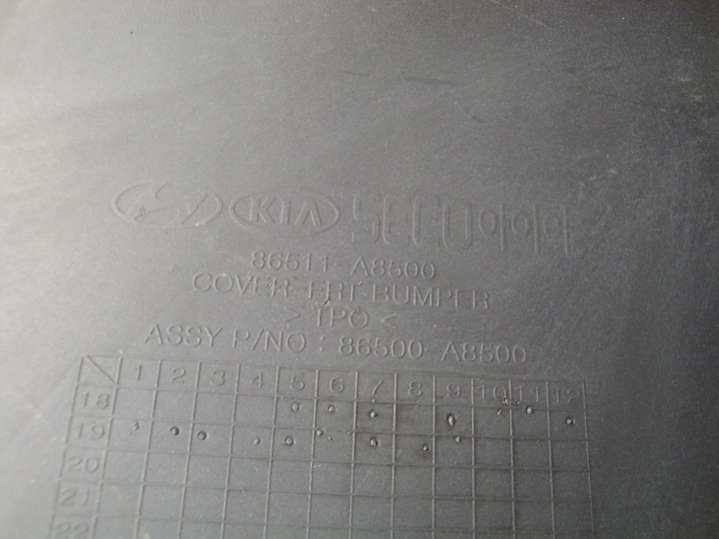 KIA
86511-A8500
COVER-FRT BUMPER
> TPO <
ASSY P/NO : 86500-A8500
1 2 3 4 5 6 7 8 9 10 11 12
18
19
20
21
22